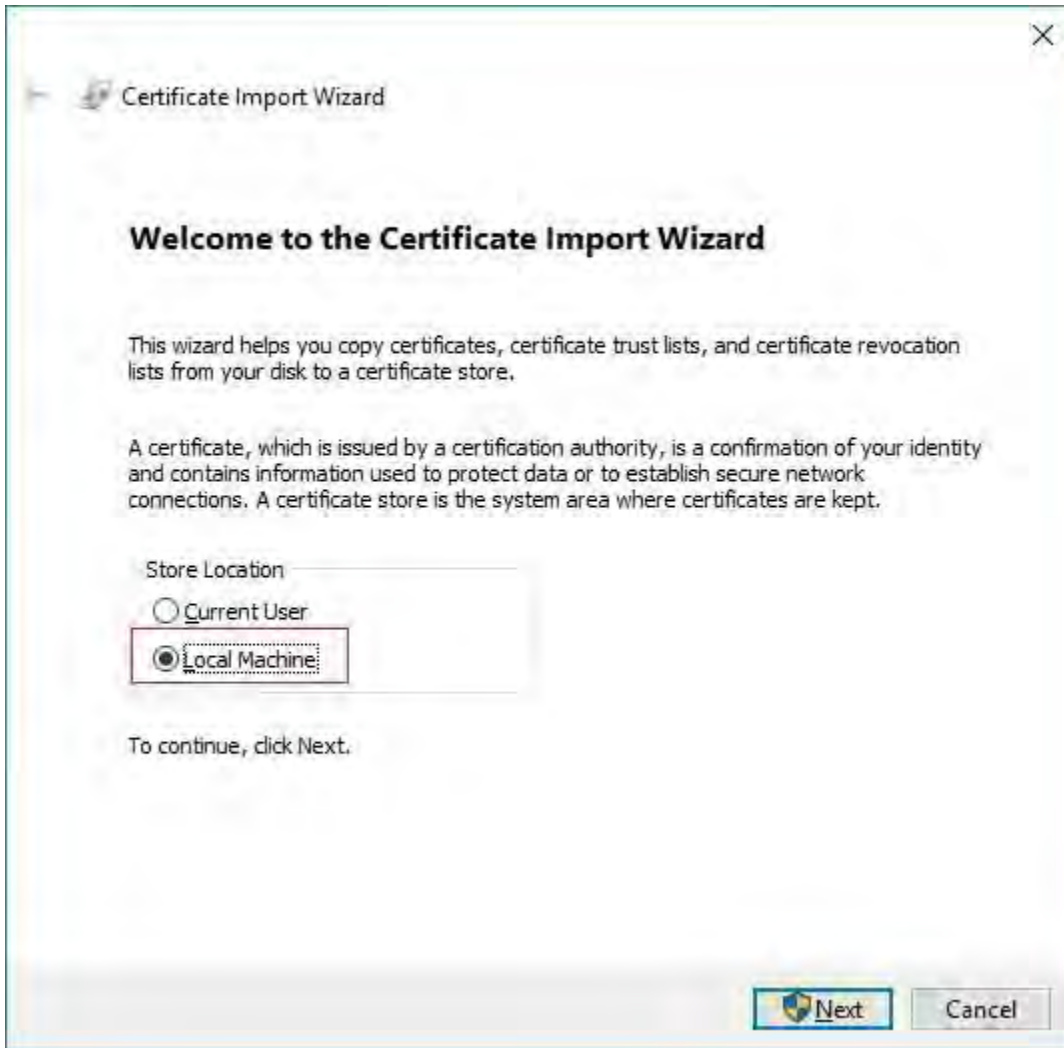 Certificate Import Wizard
Welcome to the Certificate Import Wizard
This wizard helps you copy certificates, certificate trust lists, and certificate revocation
lists from your disk to a certificate store.
A certificate, which is issued by a certification authority, is a confirmation of your identity
and contains information used to protect data or to establish secure network
connections. A certificate store is the system area where certificates are kept.
Store Location
Current User
Local Machine
To continue, click Next.
Next
Cancel